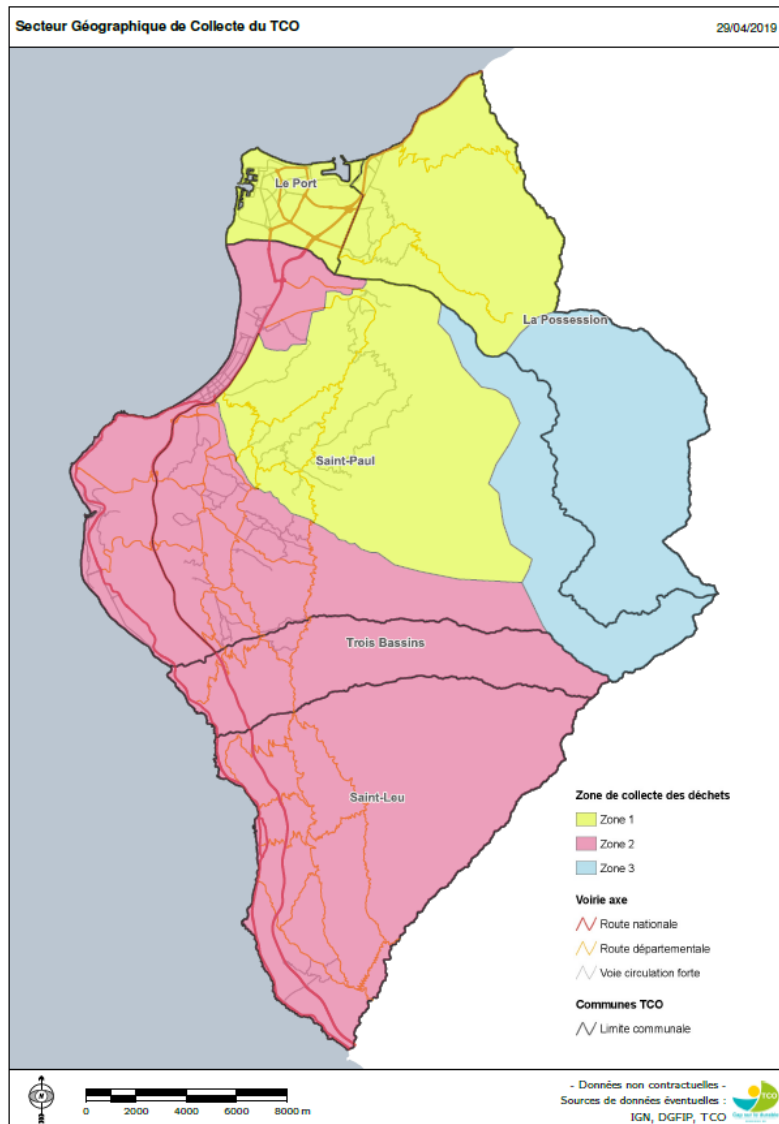 Secteur Géographique de Collecte du TCO
29/04/2019
Le Port
La Possession
Saint-Paul
Trois Bassins
Saint-Leu
Zone de collecte des déchets
Zone 1
Zone 2
Zone 3
Voirie axe
Route nationale
Route départementale
Voie circulation forte
Communes TCO
Limite communale
0 2000 4000 6000 8000 m
- Données non contractuelles -
Sources de données éventuelles :
IGN, DGFIP, TCO
TCO